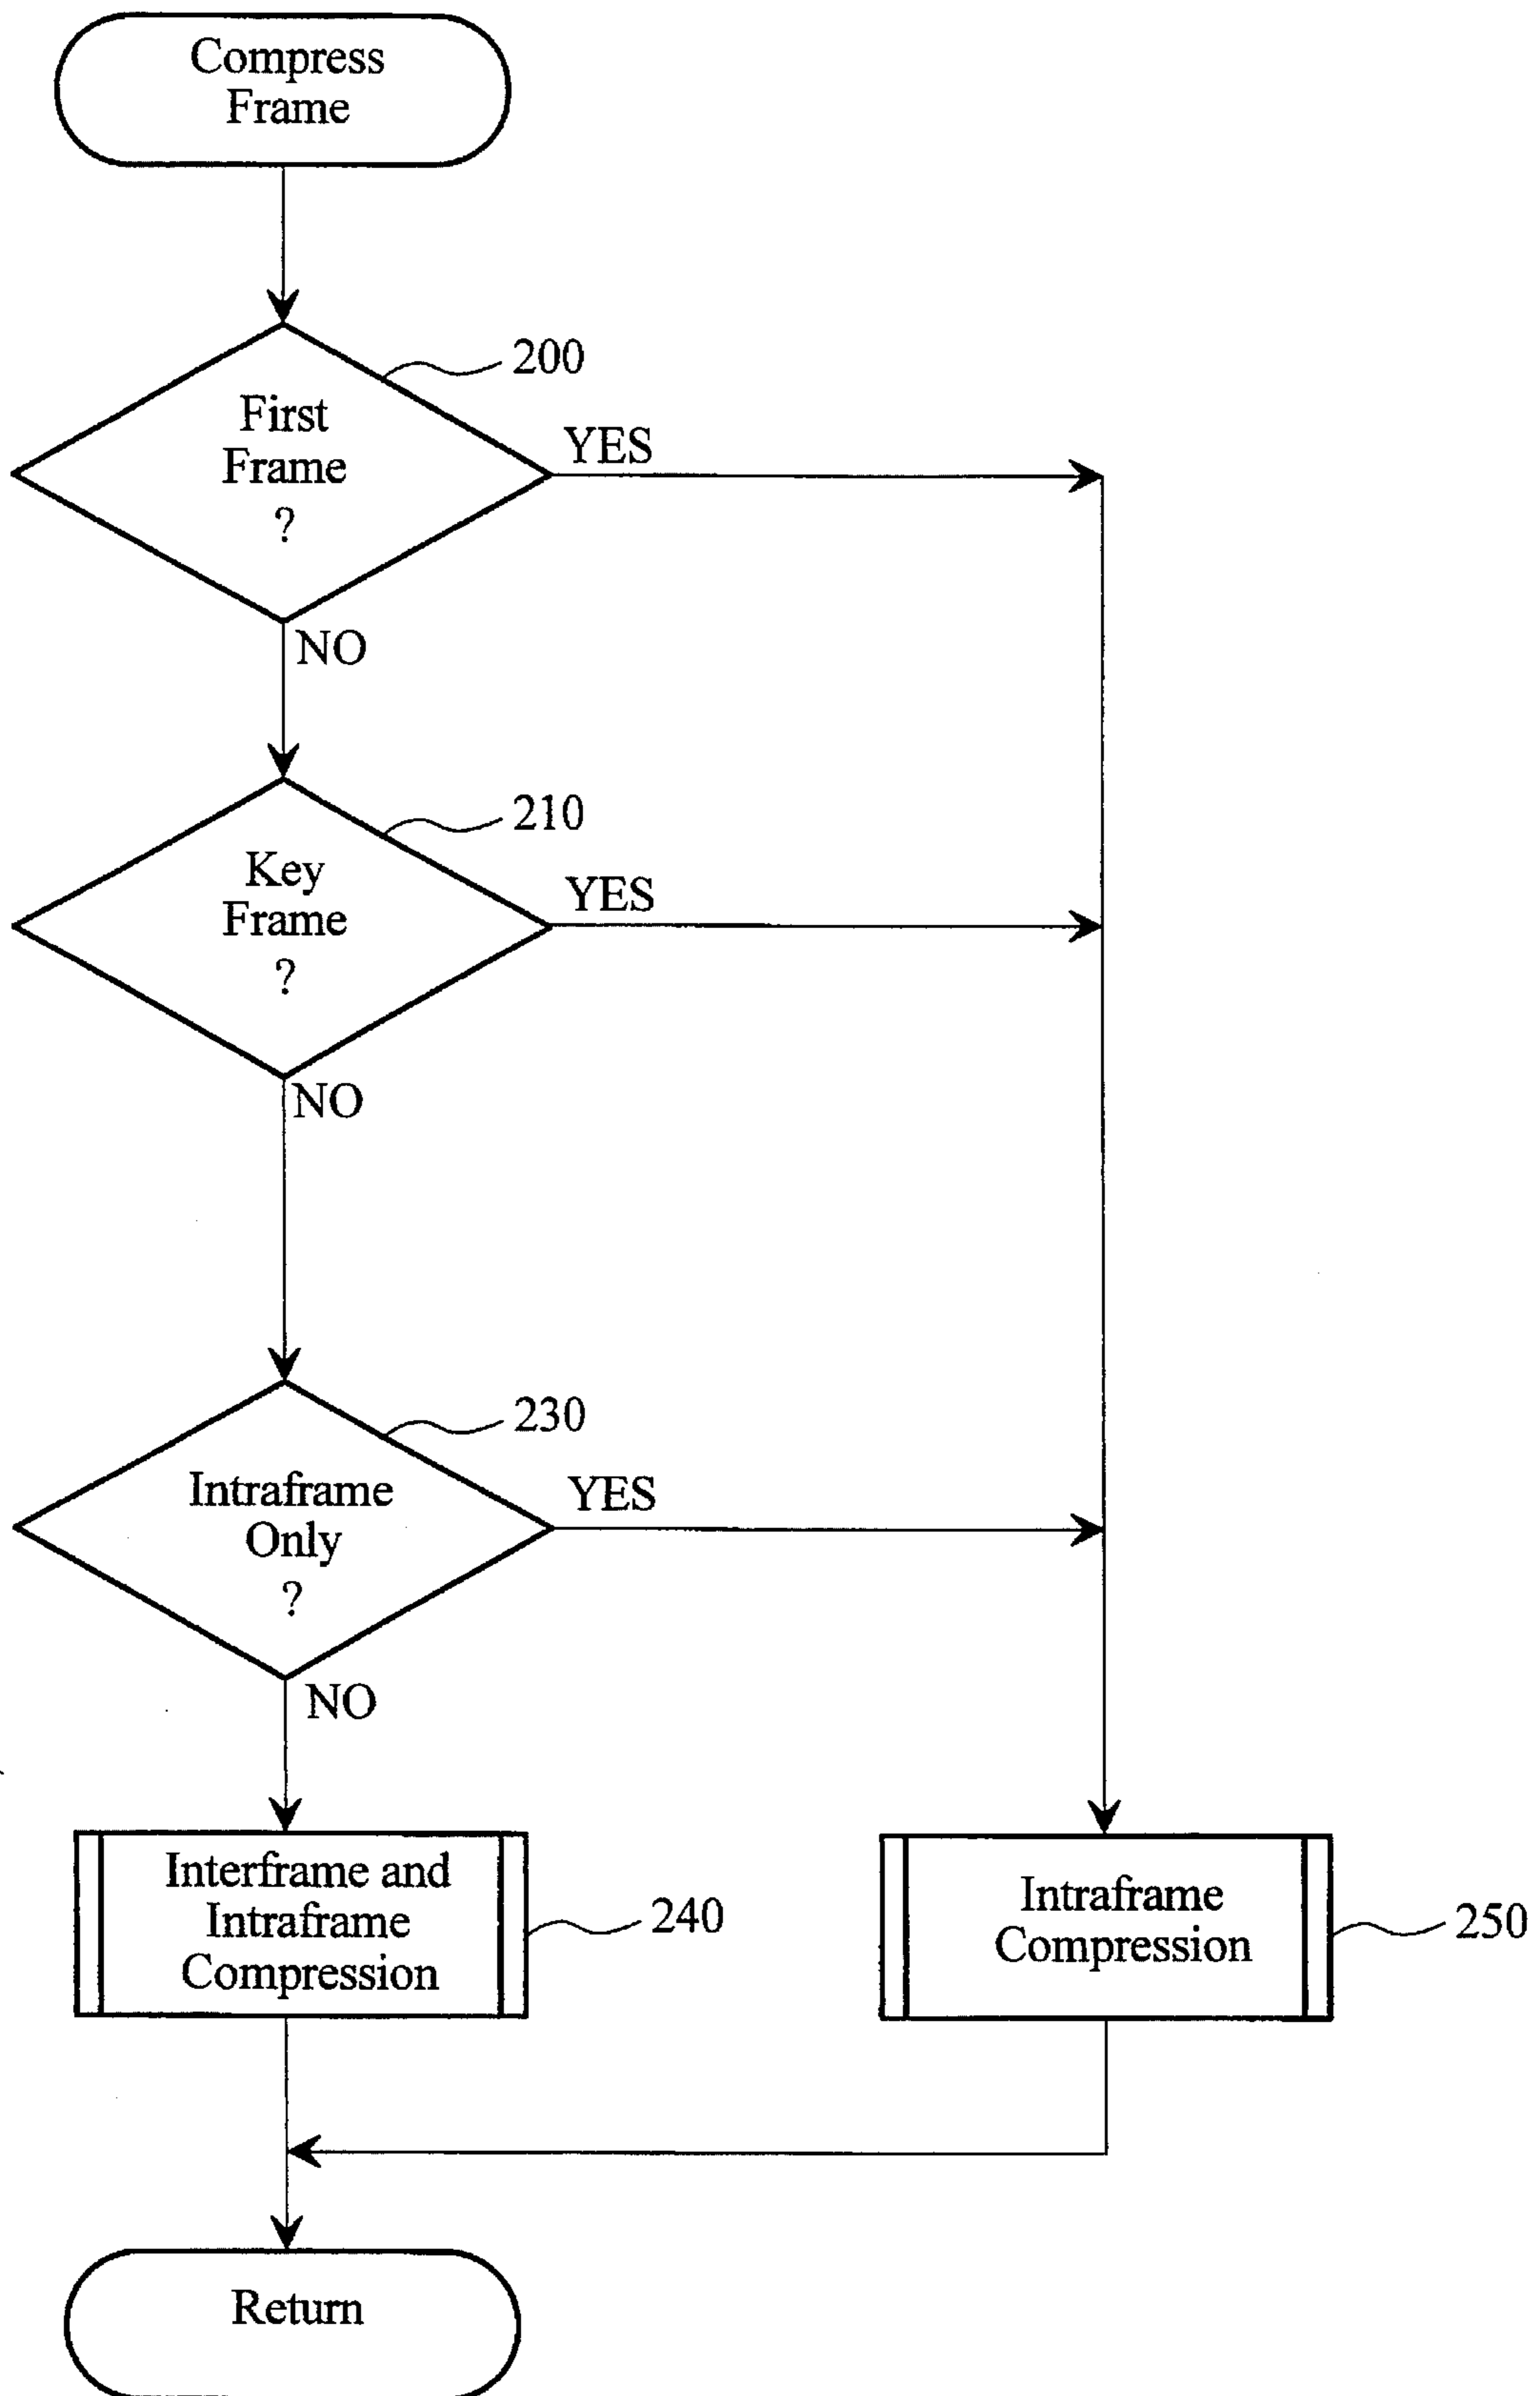 Compress
Frame
200
First
Frame
?
YES
NO
210
Key
Frame
?
YES
NO
230
Intraframe
Only
?
YES
NO
Interframe and
Intraframe
Compression
240
Intraframe
Compression
250
Return